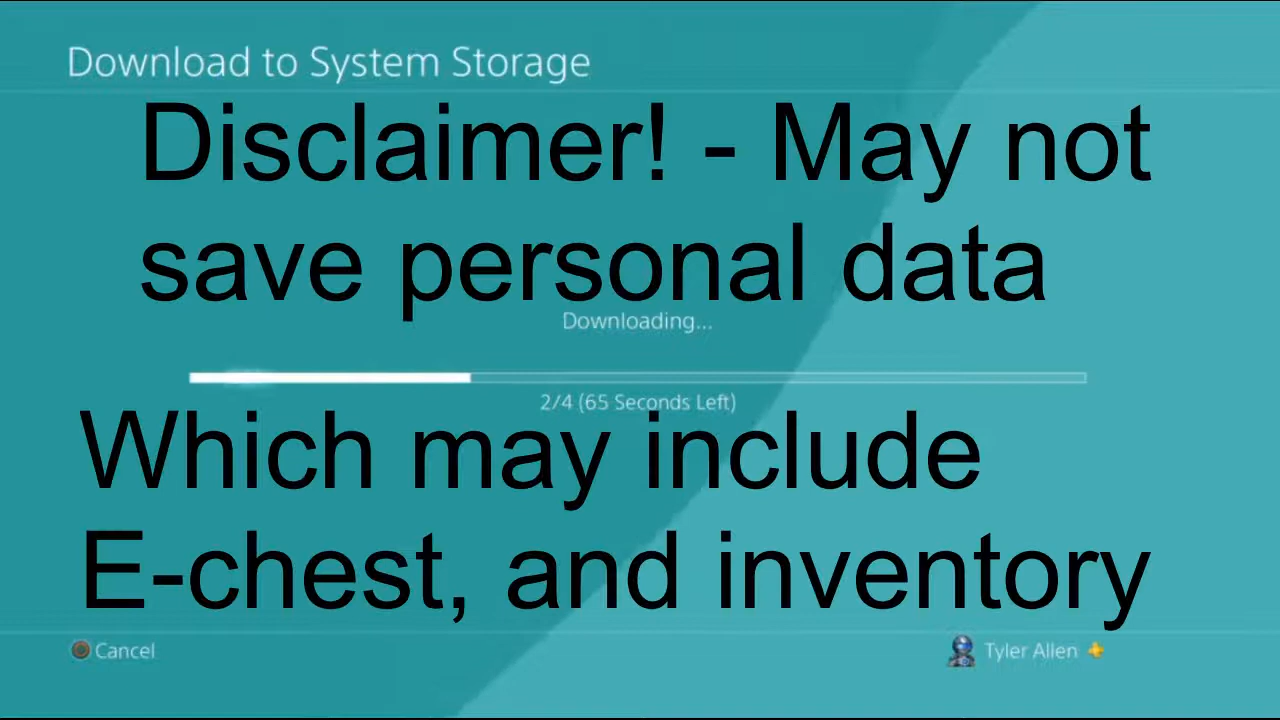 Download to System Storage
Disclaimer! - May not
save personal data
Downloading...
2/4 (65 Seconds Left)
Which may include
E-chest, and inventory
Cancel
Tyler Allen